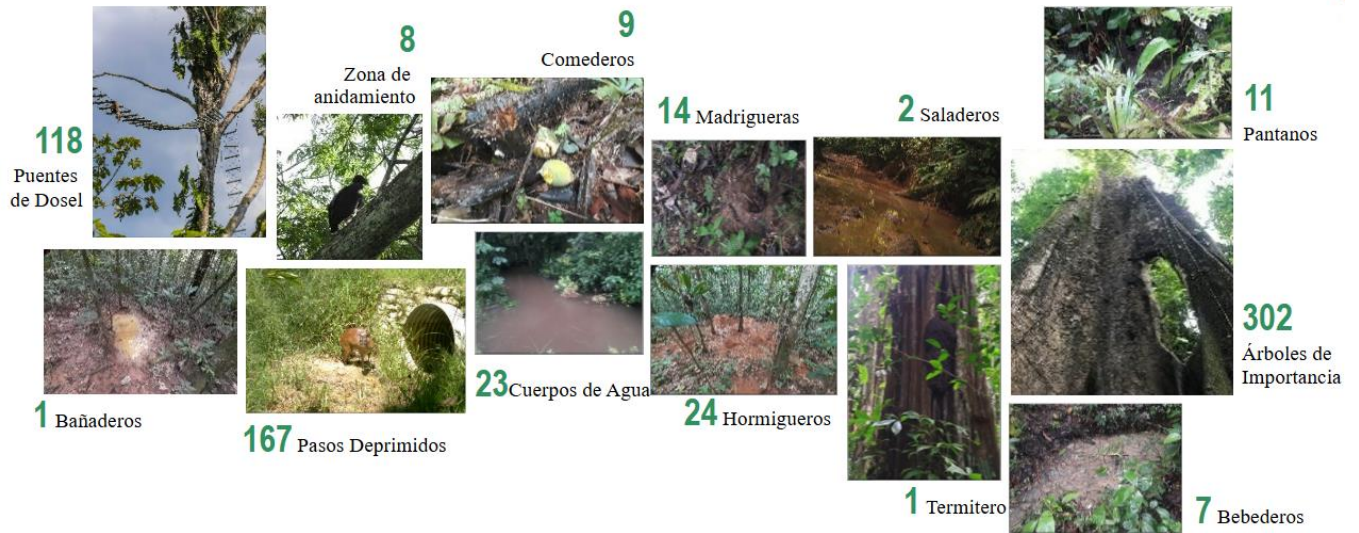 118
Puentes
de Dosel
8
Zona de
anidamiento
9
Comederos
14 Madrigueras
2 Saladeros
11
Pantanos
1 Bañaderos
167 Pasos Deprimidos
23 Cuerpos de Agua
24 Hormigueros
1 Termitero
302
Árboles de
Importancia
7 Bebederos